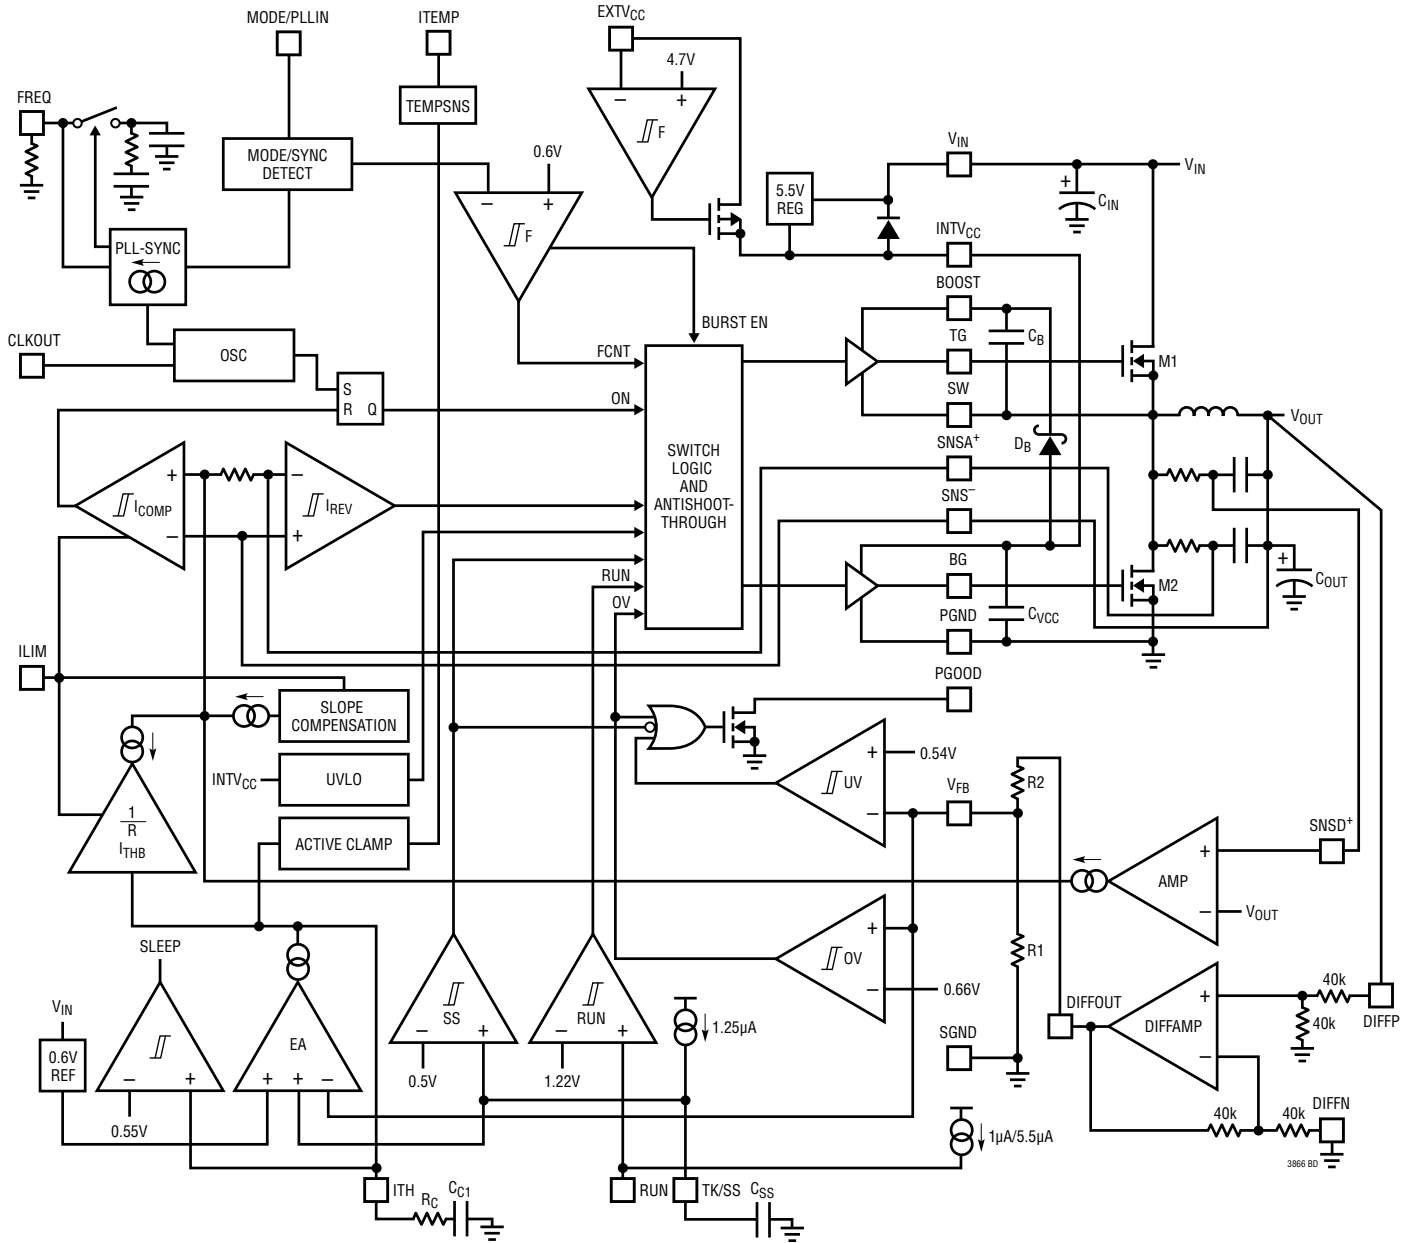 MODE/PLLIN
ITEMP
EXTVCC
4.7V
FREQ
TEMPSNS
– +
F
MODE/SYNC
DETECT
0.6V
– +
F
VIN
VIN
5.5V
REG
+
CIN
PLL-SYNC
INTVCC
BOOST
BURST EN
CLKOUT
OSC
FCNT
TG
CB
M1
S
R Q
ON
SW
VOUT
SNSA+
DB
+
ICOMP
–
–
IREV
+
SWITCH
LOGIC
AND
ANTISHOOT-
THROUGH
SNS–
RUN
OV
BG
M2
+
COUT
PGND
CVCC
ILIM
PGOOD
SLOPE
COMPENSATION
INTVCC
UVLO
+
0.54V
UV
–
VFB
R2
1
R
ITHB
ACTIVE CLAMP
SNSD+
+
AMP
–
VOUT
SLEEP
+
OV
–
0.66V
R1
VIN
0.6V
REF
– +
EA
+ + –
SS
– +
RUN
– +
1.25µA
SGND
DIFFOUT
+
DIFFAMP
–
40k
40k
DIFFP
0.55V
0.5V
1.22V
1µA/5.5µA
40k
40k
DIFFN
3866 BD
ITH
RC
CC1
RUN
TK/SS
CSS